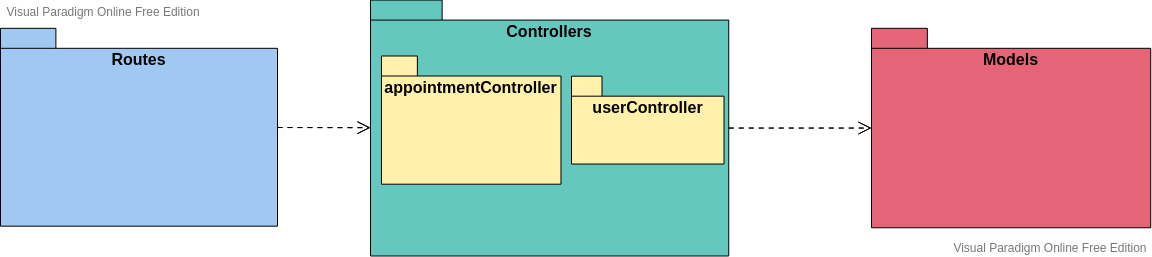 Visual Paradigm Online Free Edition
Routes
Controllers
appointmentController
userController
Models
Visual Paradigm Online Free Edition